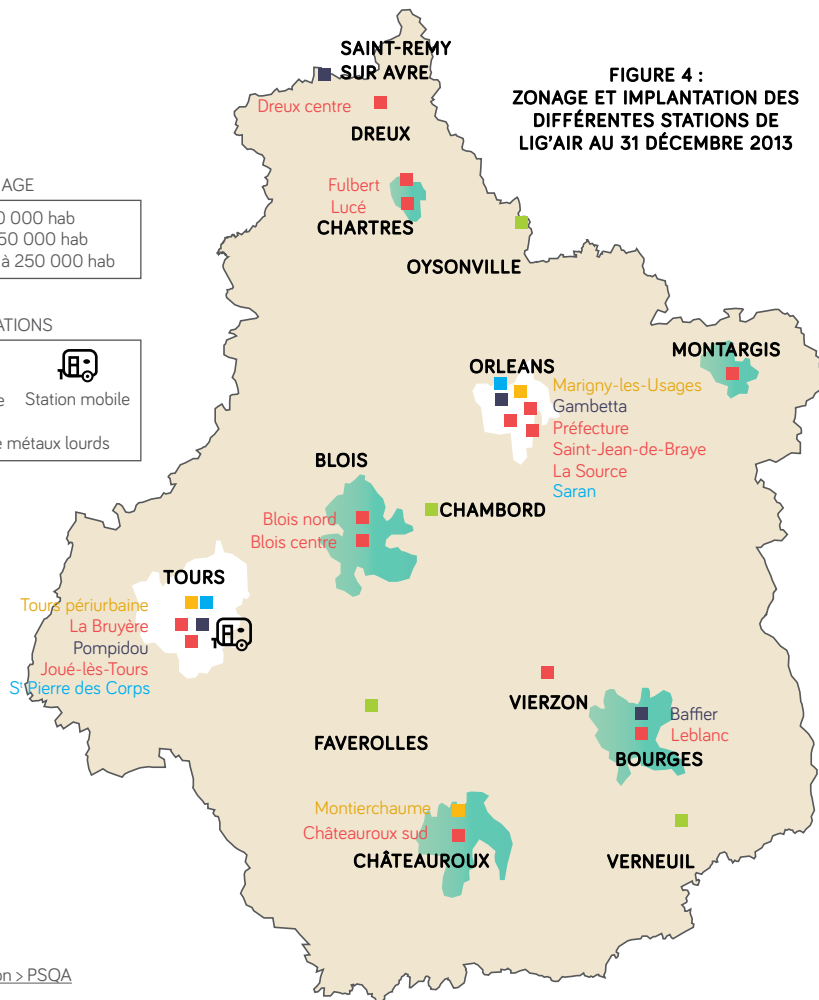 FIGURE 4 :
ZONAGE ET IMPLANTATION DES
DIFFÉRENTES STATIONS DE
LIG'AIR AU 31 DÉCEMBRE 2013
SAINT-REMY
SUR AVRE
Dreux centre
DREUX
AGE
0 000 hab
50 000 hab
à 250 000 hab
Fulbert
Lucé
CHARTRES
OYSONVILLE
ATIONS
e Station mobile
e métaux lourds
MONTARGIS
ORLEANS
Marigny-les-Usages
Gambetta
Préfecture
Saint-Jean-de-Braye
La Source
Saran
BLOIS
Blois nord
Blois centre
CHAMBORD
TOURS
Tours périurbaine
La Bruyère
Pompidou
Joué-lès-Tours
St Pierre des Corps
VIERZON
Baffier
Leblanc
BOURGES
FAVEROLLES
Montierchaume
Châteauroux sud
CHÂTEAUROUX
VERNEUIL
on > PSQA